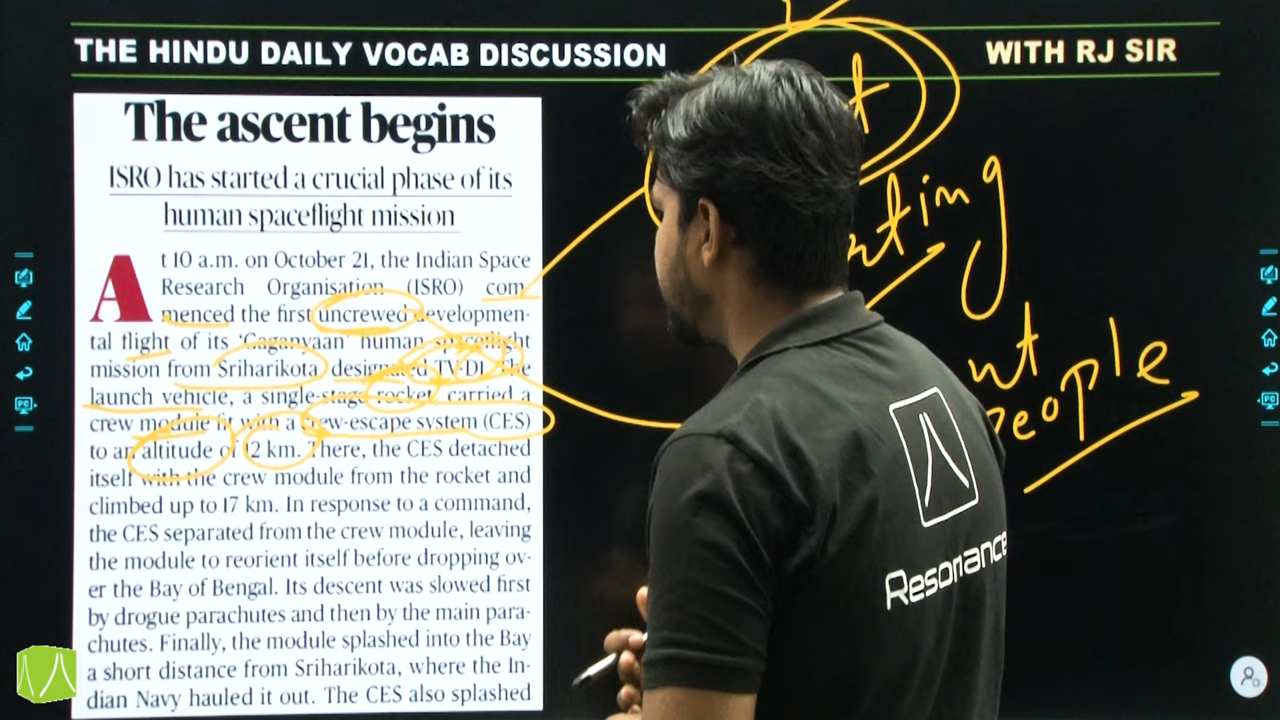 THE HINDU DAILY VOCAB DISCUSSION
WITH RJ SIR
The ascent begins
ISRO has started a crucial phase of its
human spaceflight mission
At 10 a.m. on October 21, the Indian Space
Research Organisation (ISRO) com
menced the first uncrewed developmen-
tal flight of its 'Gaganyaan' human spaceflight
mission from Sriharikota designated TV-D1. The
launch vehicle, a single-stage rocket, carried a
crew module fit with a crew-escape system (CES)
to an altitude of 12 km. There, the CES detached
itself with the crew module from the rocket and
climbed up to 17 km. In response to a command,
the CES separated from the crew module, leaving
the module to reorient itself before dropping ov-
er the Bay of Bengal. Its descent was slowed first
by drogue parachutes and then by the main para-
chutes. Finally, the module splashed into the Bay
a short distance from Sriharikota, where the In-
dian Navy hauled it out. The CES also splashed
people
Resonance